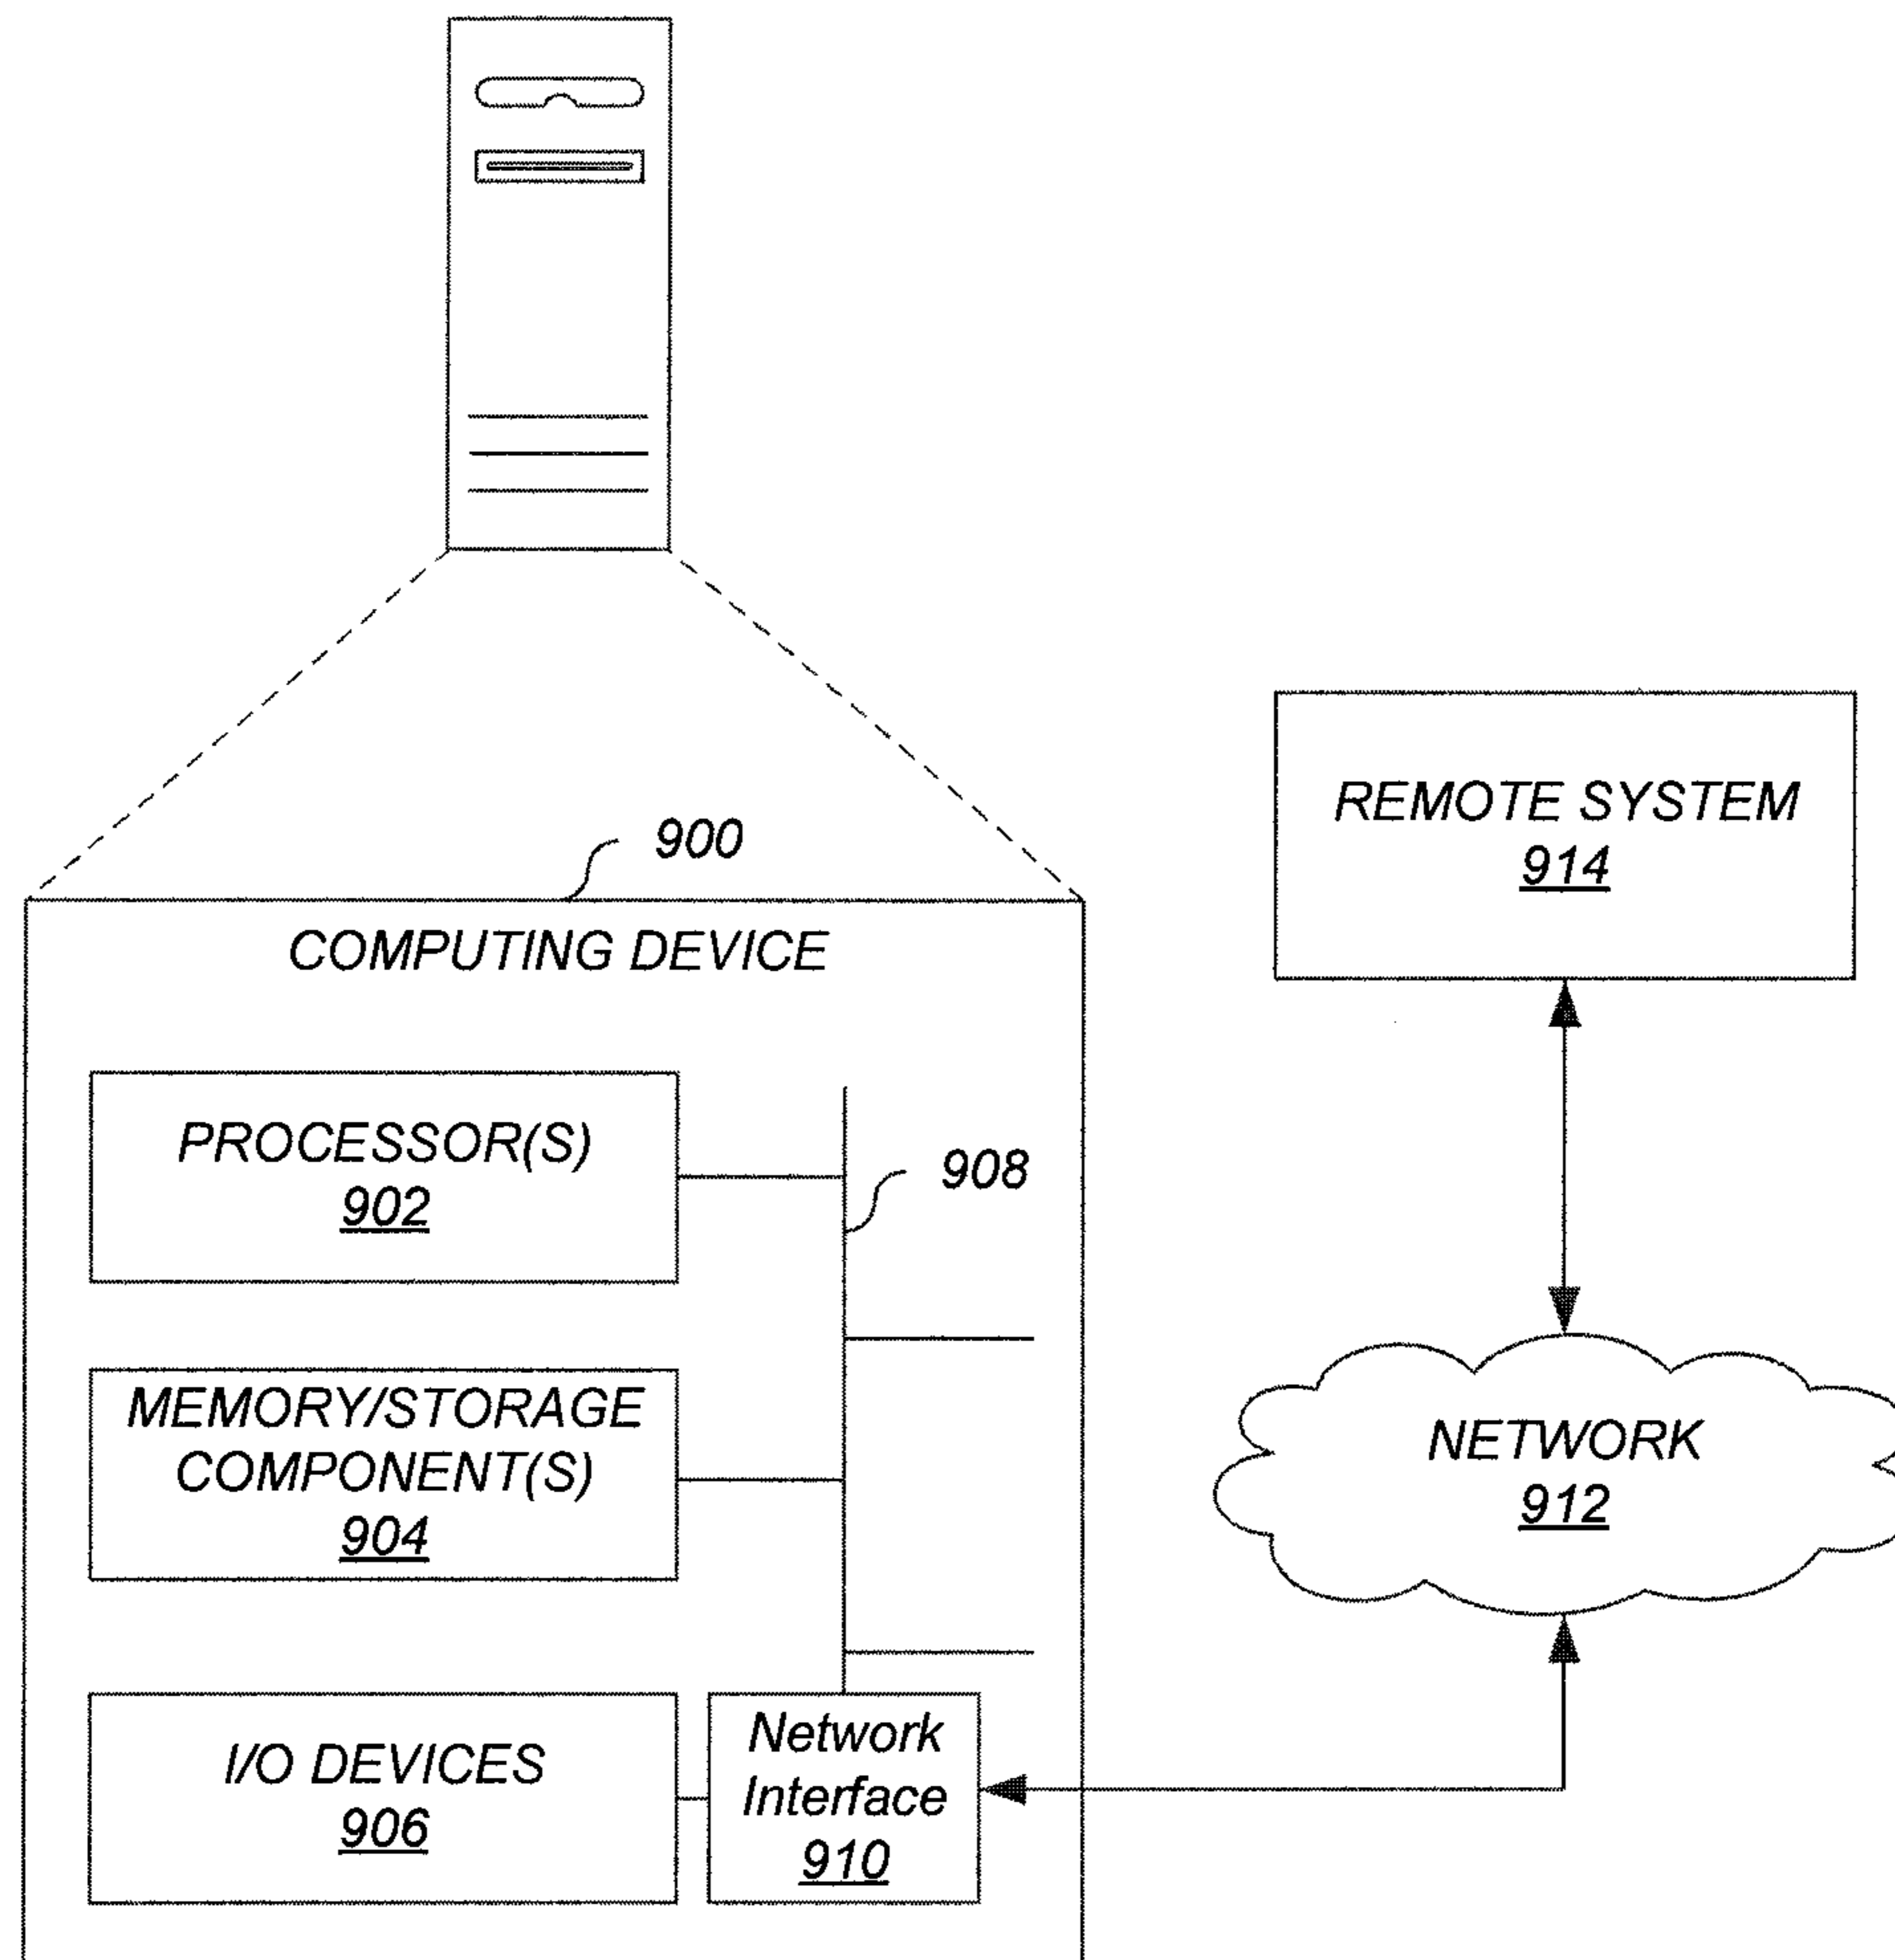 900
COMPUTING DEVICE
PROCESSOR(S)
902
908
MEMORY/STORAGE
COMPONENT(S)
904
I/O DEVICES
906
Network
Interface
910
REMOTE SYSTEM
914
NETWORK
912